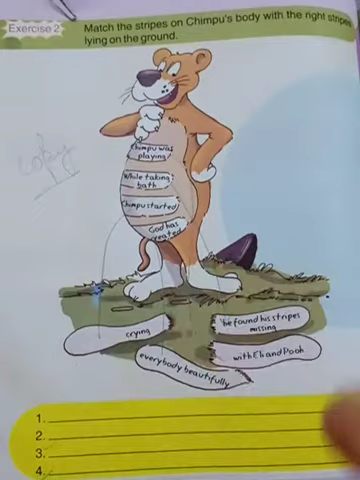 Exercise 2
Match the stripes on Chimpu's body with the right stripes
lying on the ground.
copy
Chimpu was
playing
While taking
bath
Chimpu started
God has
created
crying
he found his stripes
missing
everybody beautifully
with Eli and Pooh
1.
2.
3.
4.